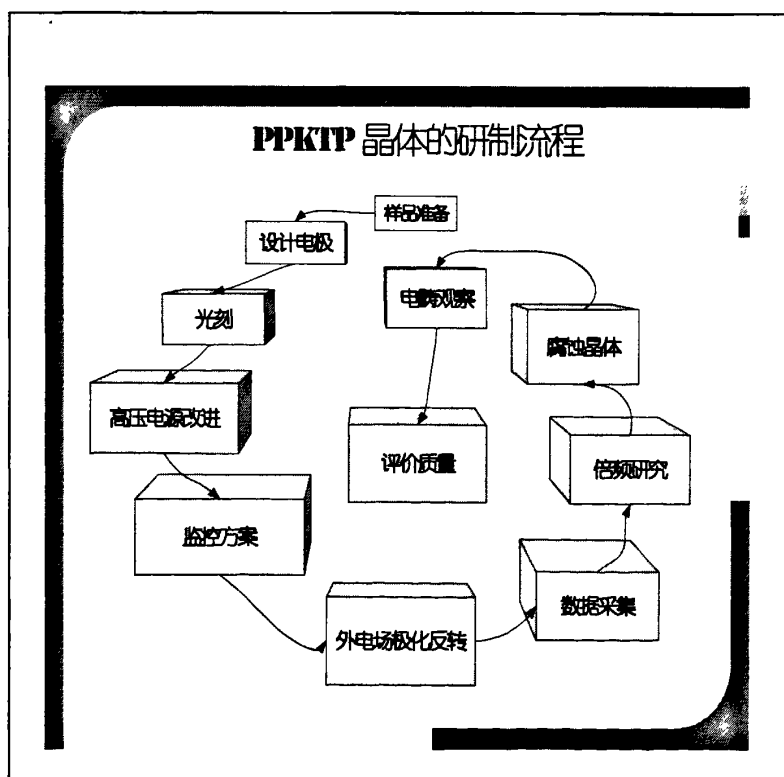 PPKTP 晶体的研制流程
样品准备
设计电极
光刻
高压电源改进
监控方案
外电场极化反转
数据采集
倍频研究
腐蚀晶体
电脑观察
评价质量